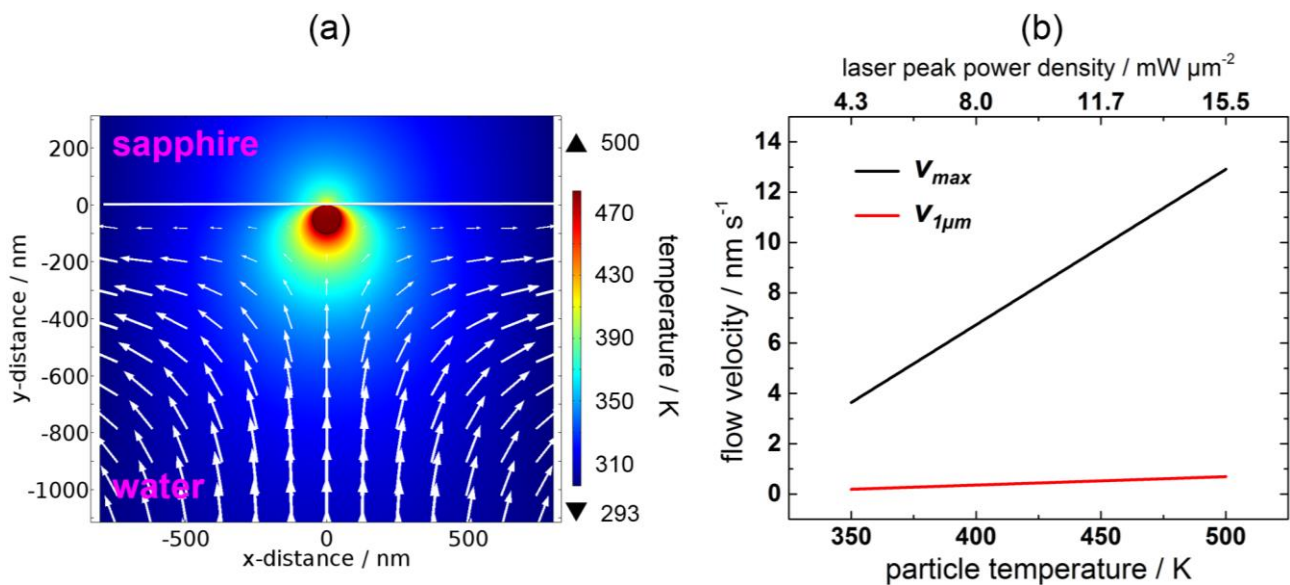 (a)
sapphire
water
200
0
-200
-400
-600
-800
-1000
y-distance / nm
-500 0 500
x-distance / nm
500
470
430
390
350
310
293
temperature / K
(b)
laser peak power density / mW µm⁻²
4.3 8.0 11.7 15.5
14
12
10
8
6
4
2
0
flow velocity / nm s⁻¹
Vmax
V1µm
350 400 450 500
particle temperature / K